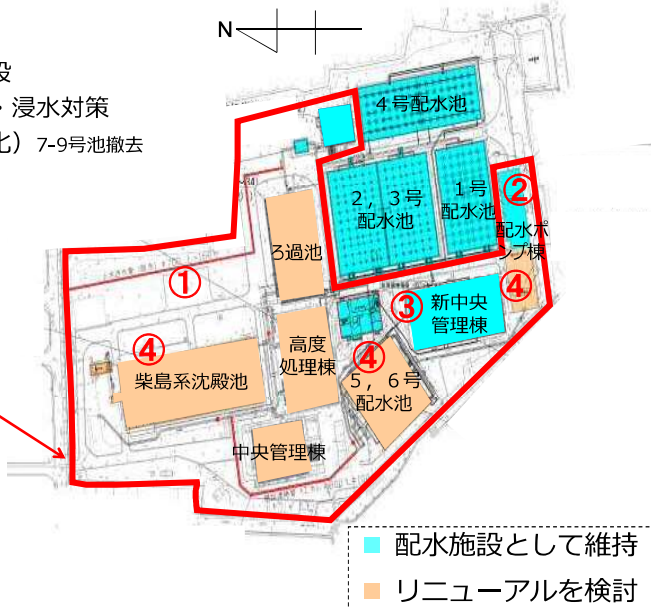 N
設
・浸水対策
化）7-9号池撤去
4号配水池
2，3号
配水池
1号
配水池
②
配水ポ
ンプ棟
ろ過池
①
③
新中央
管理棟
④
④
柴島系沈殿池
高度
処理棟
④
5，6号
配水池
中央管理棟
配水施設として維持
リニューアルを検討